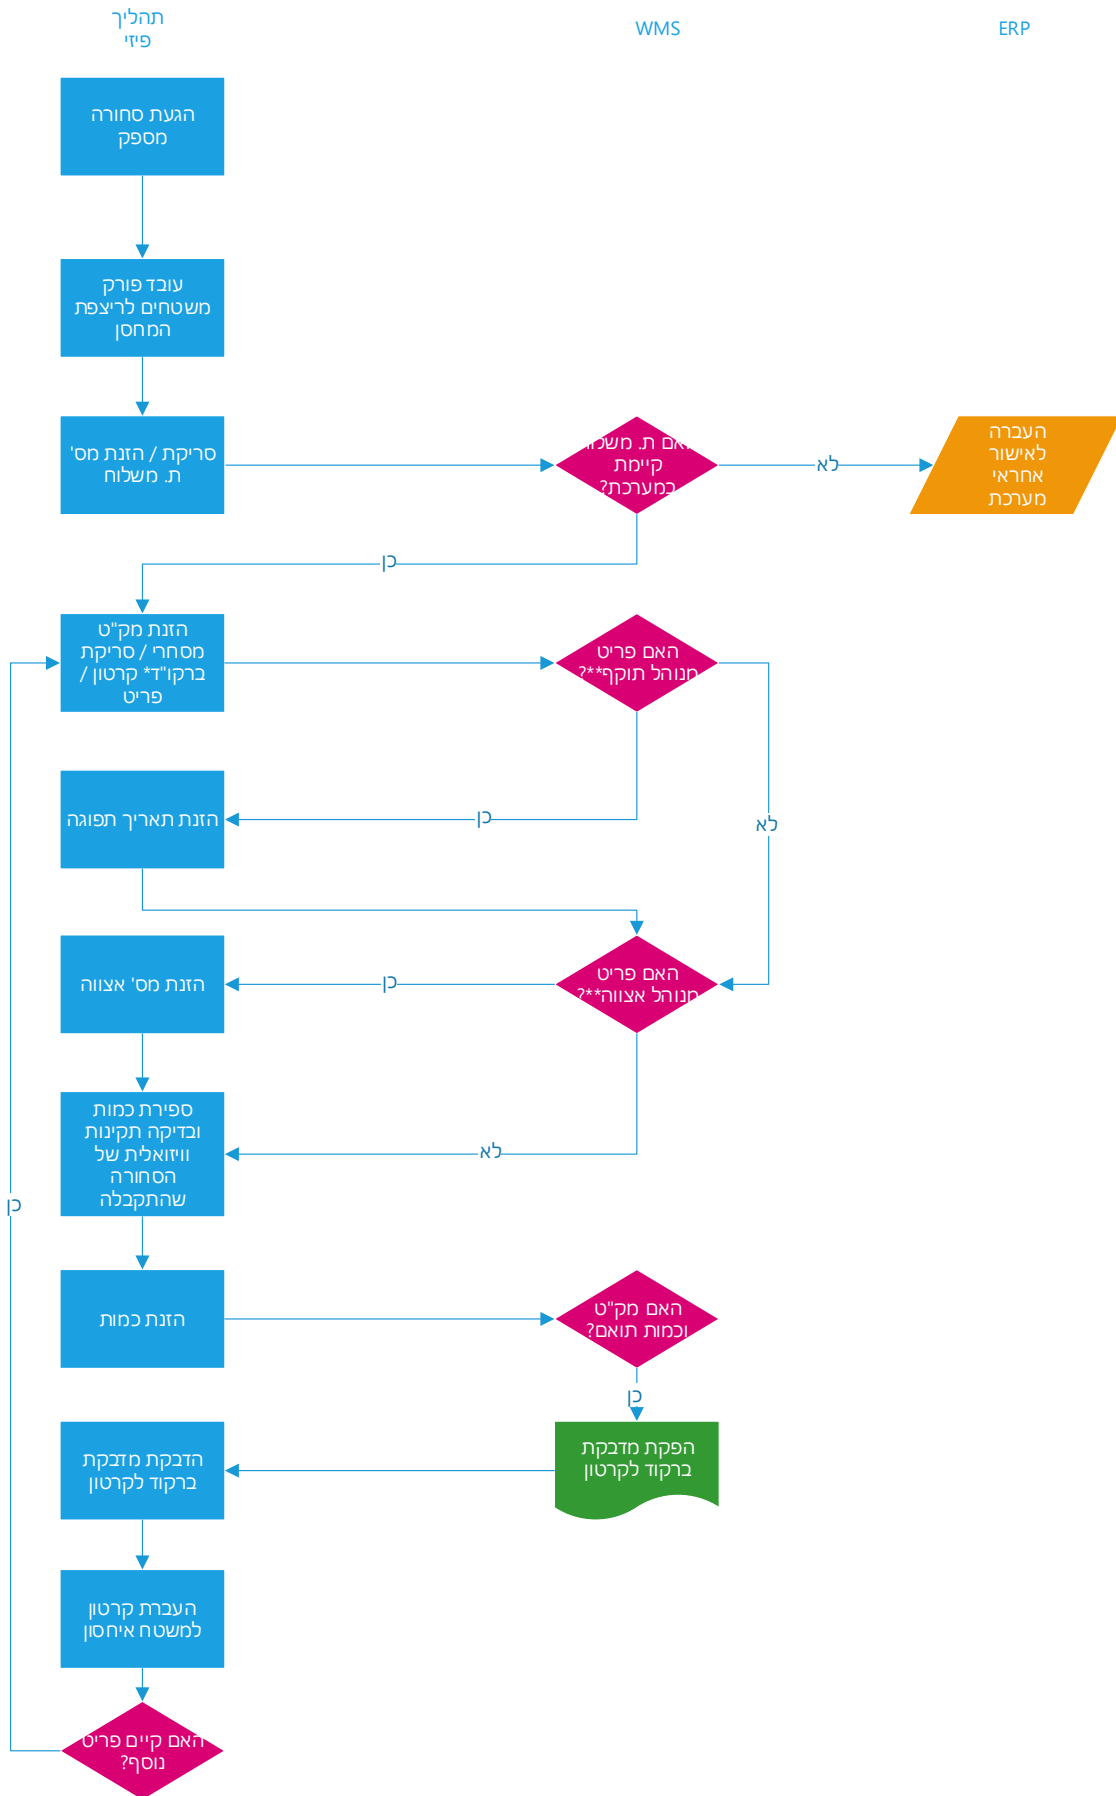 תהליך
פיזי
WMS
ERP
הגעת סחורה
מספק
עובד פורק
משטחים לריצפת
המחסן
סריקת / הזנת מס'
ת. משלוח
ת. משלוח
קיימת
במערכת?
לא
העברה
לאישור
אחראי
מערכת
כן
הזנת מק"ט
מסחרי / סריקת
ברקו"ד* קרטון /
פריט
האם פריט
מנוהל תוקף**?
הזנת תאריך תפוגה
כן
לא
הזנת מס' אצווה
כן
האם פריט
מנוהל אצווה**?
ספירת כמות
ובדיקה תקינות
וויזואלית של
הסחורה
שהתקבלה
לא
כן
הזנת כמות
האם מק"ט
וכמות תואם?
כן
הדבקת מדבקת
ברקוד לקרטון
הפקת מדבקת
ברקוד לקרטון
העברת קרטון
למשטח איחסון
האם קיים פריט
נוסף?